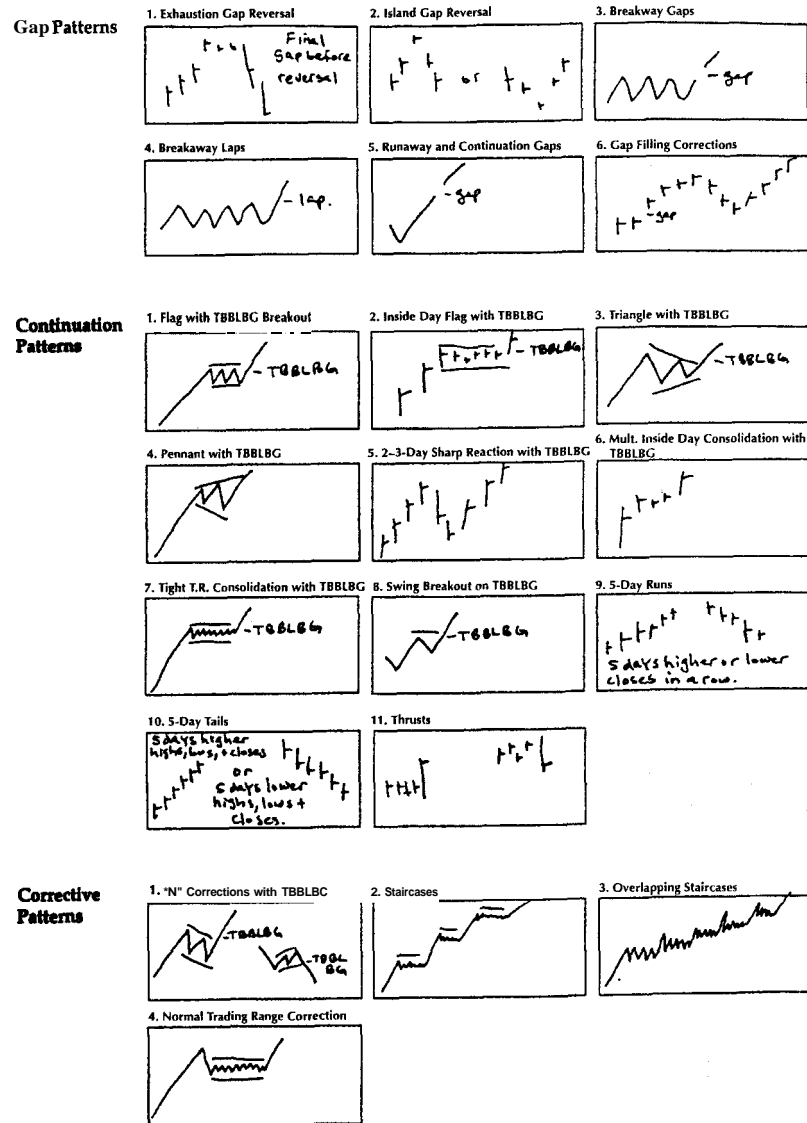 Gap Patterns
1. Exhaustion Gap Reversal
Final
Gap before
reversal
2. Island Gap Reversal
or
3. Breakway Gaps
- gap
4. Breakaway Laps
- lap.
5. Runaway and Continuation Gaps
- gap
6. Gap Filling Corrections
- gap
Continuation
Patterns
1. Flag with TBBLBG Breakout
- TBBLBG
2. Inside Day Flag with TBBLBG
- TBBLBG
3. Triangle with TBBLBG
- TBBLBG
4. Pennant with TBBLBG
5. 2–3-Day Sharp Reaction with TBBLBG
6. Mult. Inside Day Consolidation with
TBBLBG
7. Tight T.R. Consolidation with TBBLBG
- TBBLBG
8. Swing Breakout on TBBLBG
- TBBLBG
9. 5-Day Runs
5 days higher or lower
closes in a row.
10. 5-Day Tails
5 days higher
highs, lows, + closes
or
5 days lower
highs, lows +
closes.
11. Thrusts
Corrective
Patterns
1. "N" Corrections with TBBLBC
- TBBLBG
- TBBL
BG
2. Staircases
3. Overlapping Staircases
4. Normal Trading Range Correction